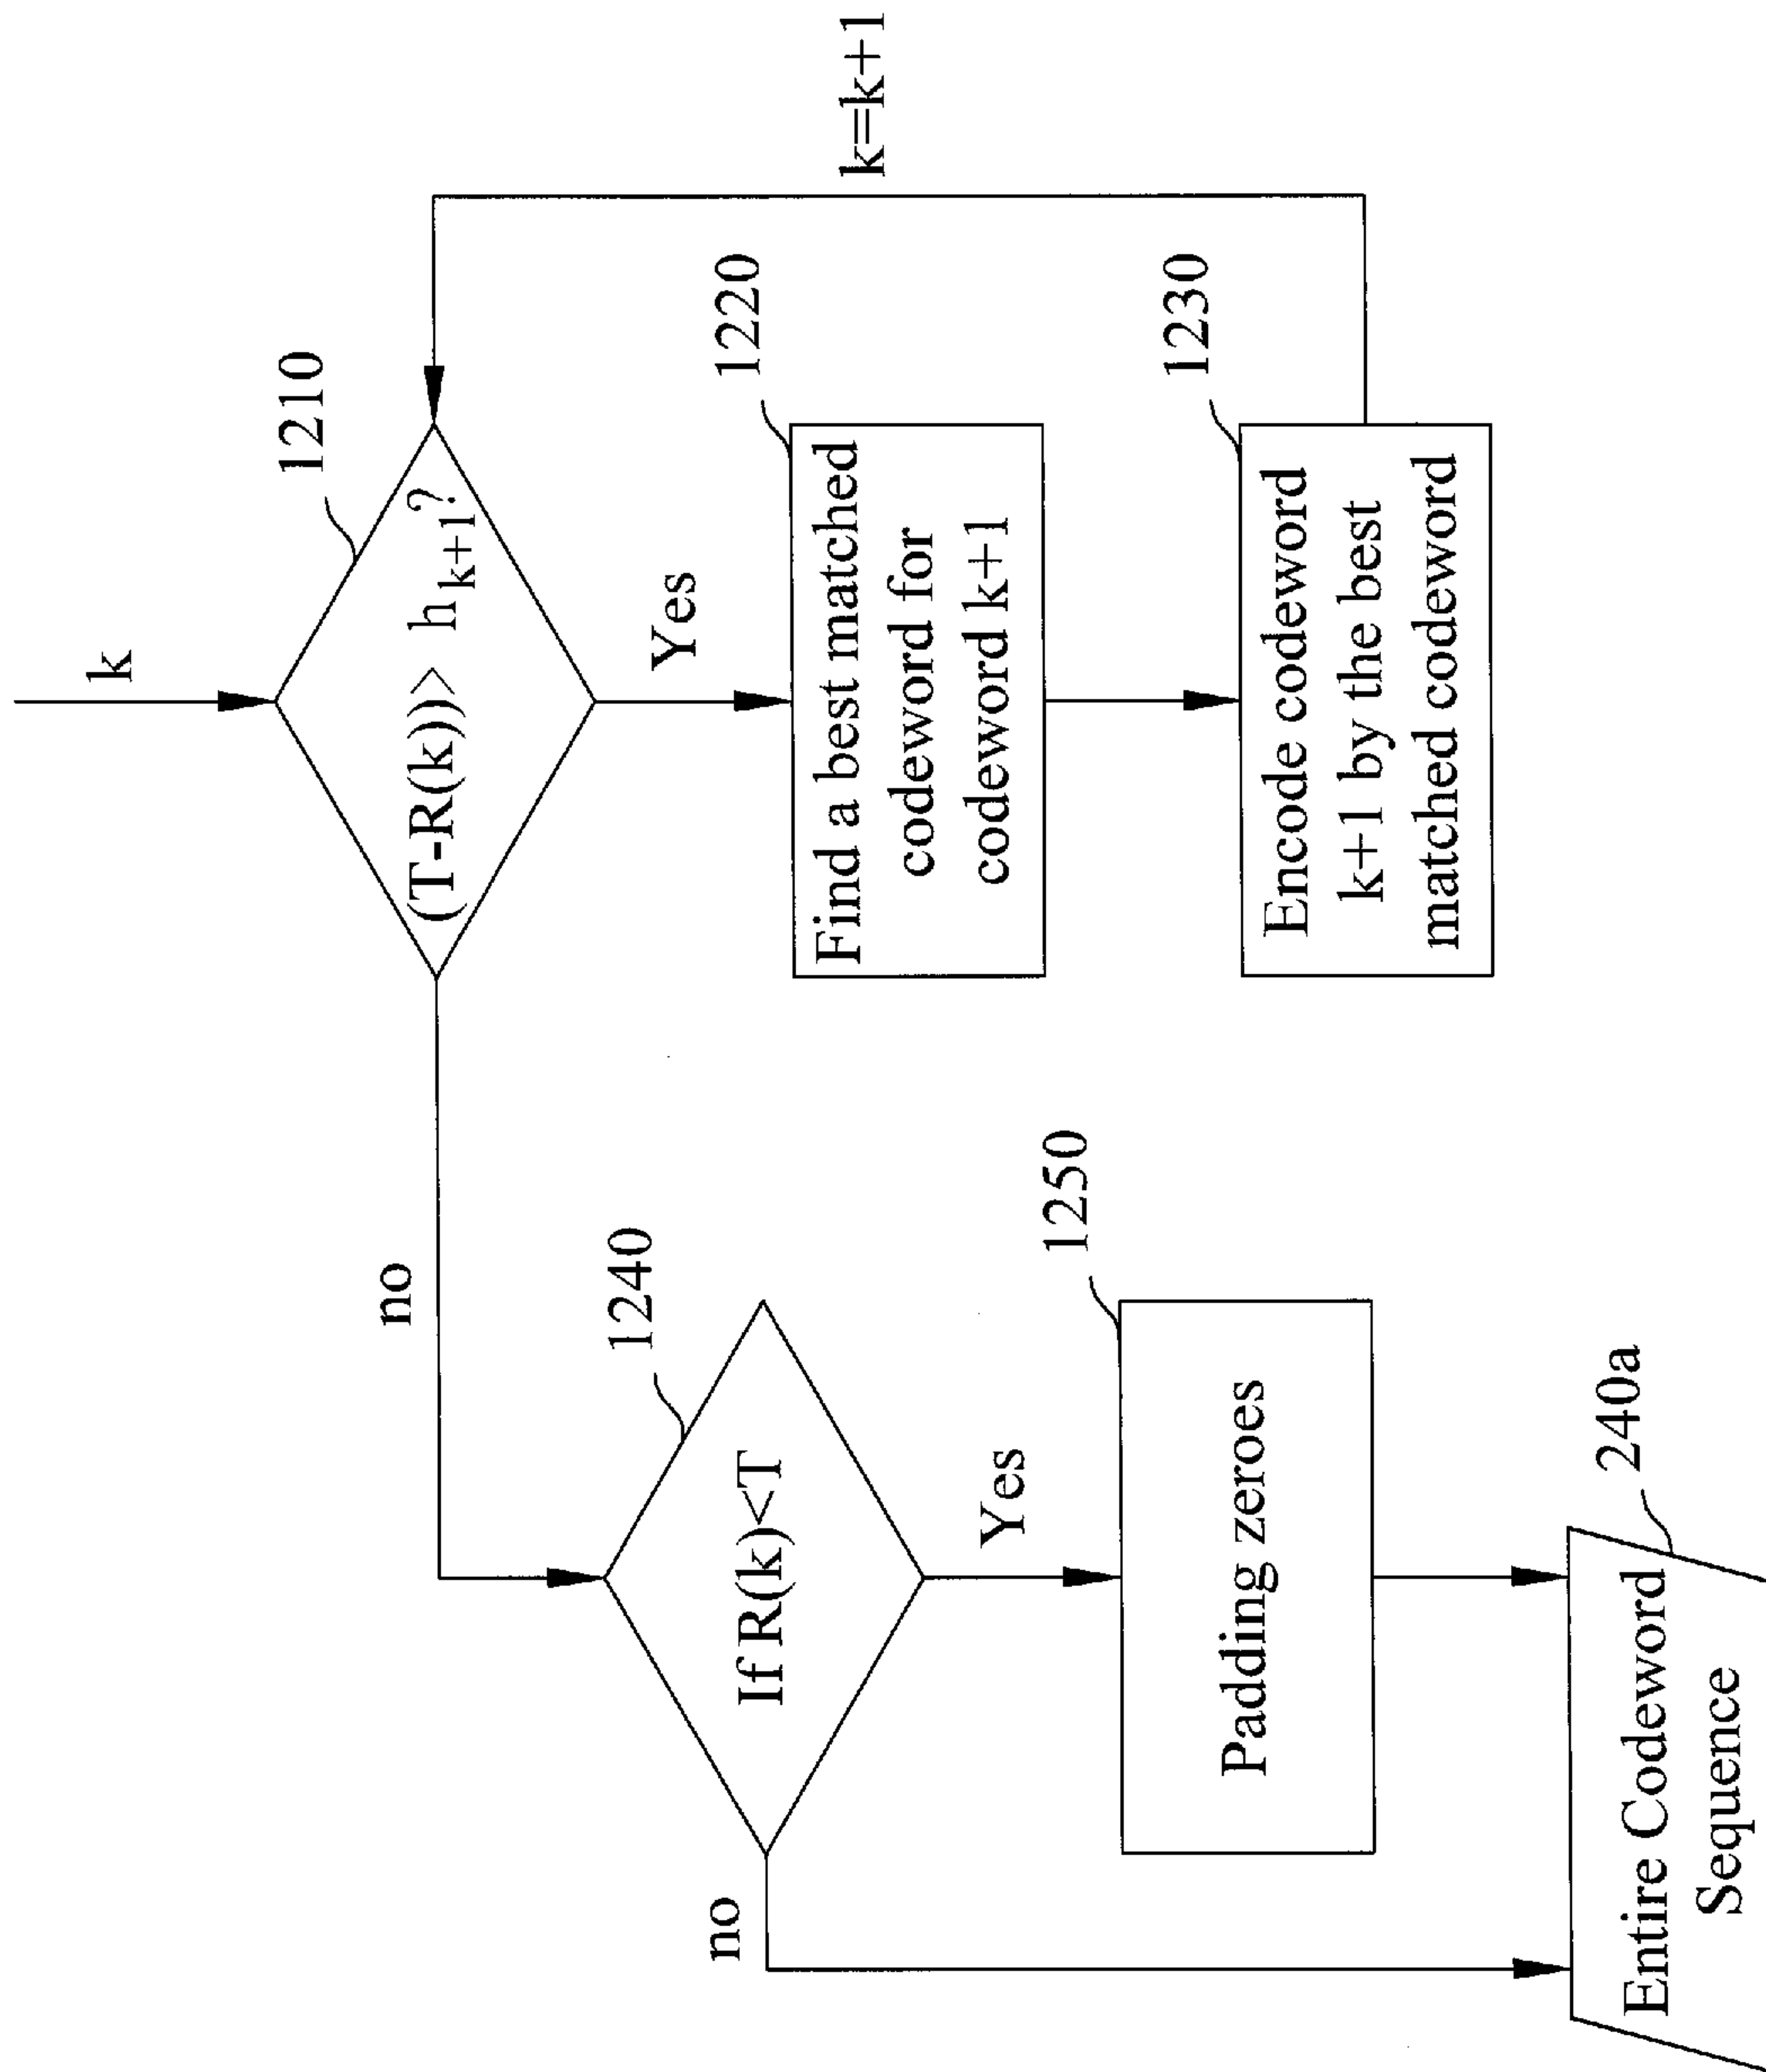 k
1210
(T-R(k))> h_{k+1}?
k=k+1
Yes
1220
Find a best matched
codeword for
codeword k+1
1230
Encode codeword
k+1 by the best
matched codeword
no
1240
If R(k)<T
Yes
1250
Padding zeroes
no
240a
Entire Codeword
Sequence